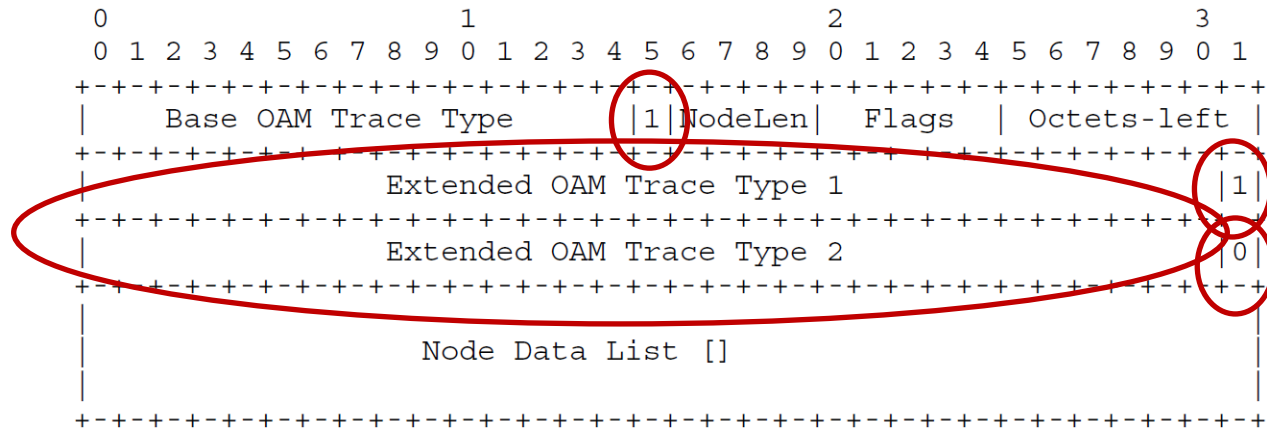 0                   1                   2                   3
0 1 2 3 4 5 6 7 8 9 0 1 2 3 4 5 6 7 8 9 0 1 2 3 4 5 6 7 8 9 0 1
+-+-+-+-+-+-+-+-+-+-+-+-+-+-+-+-+-+-+-+-+-+-+-+-+-+-+-+-+-+-+-+-+
|    Base OAM Trace Type      |1|NodeLen|  Flags  | Octets-left |
+-+-+-+-+-+-+-+-+-+-+-+-+-+-+-+-+-+-+-+-+-+-+-+-+-+-+-+-+-+-+-+-+
|                Extended OAM Trace Type 1                    |1|
+-+-+-+-+-+-+-+-+-+-+-+-+-+-+-+-+-+-+-+-+-+-+-+-+-+-+-+-+-+-+-+-+
|                Extended OAM Trace Type 2                    |0|
+-+-+-+-+-+-+-+-+-+-+-+-+-+-+-+-+-+-+-+-+-+-+-+-+-+-+-+-+-+-+-+-+
|                                                               |
|                  Node Data List []                            |
|                                                               |
+-+-+-+-+-+-+-+-+-+-+-+-+-+-+-+-+-+-+-+-+-+-+-+-+-+-+-+-+-+-+-+-+